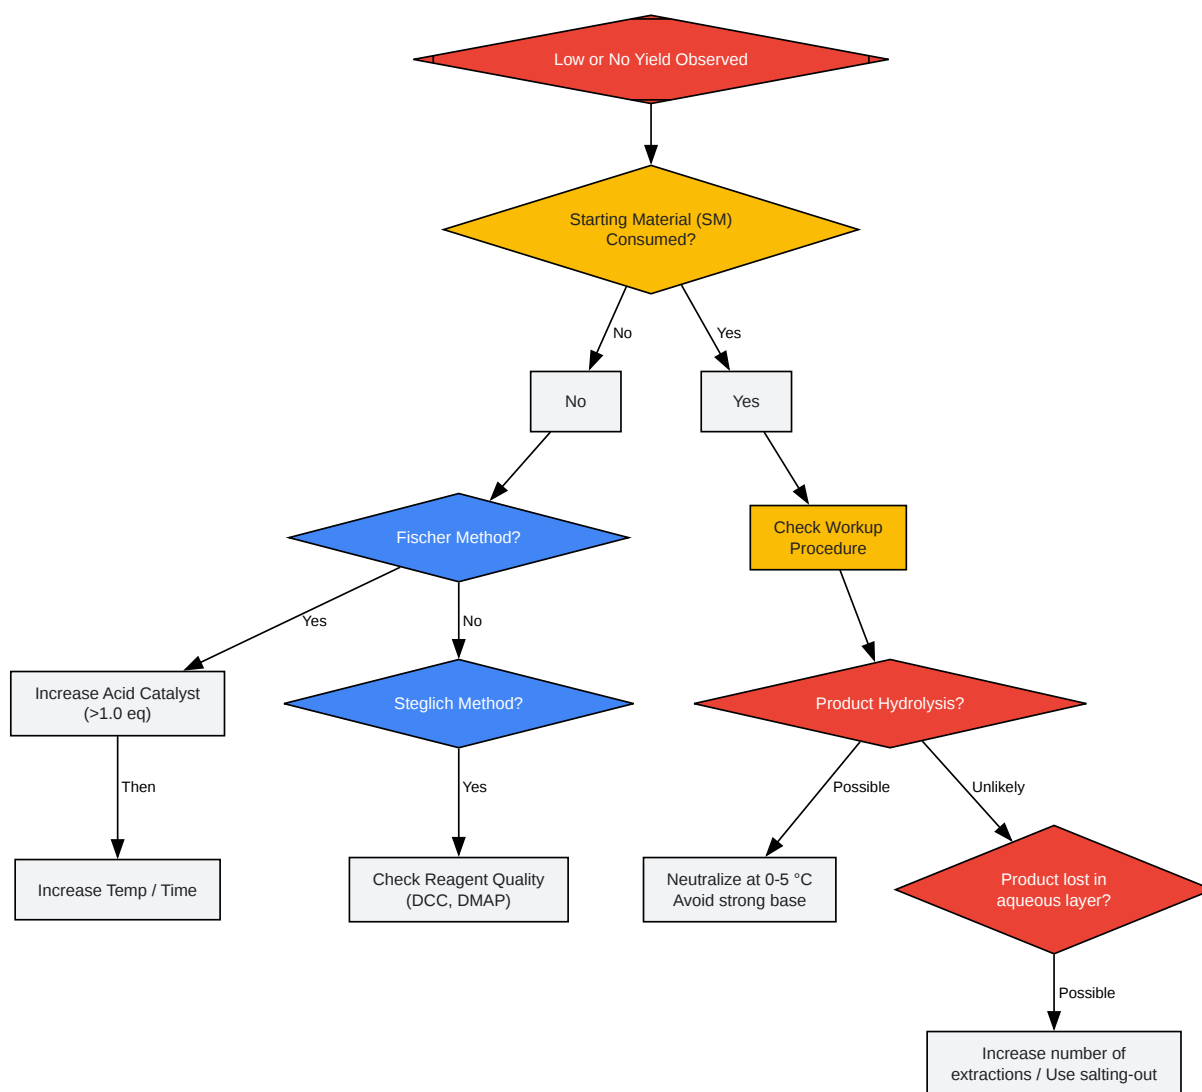 Low or No Yield Observed
Starting Material (SM)
Consumed?
No
Yes
No
Yes
Fischer Method?
Check Workup
Procedure
Yes
No
Increase Acid Catalyst
(>1.0 eq)
Steglich Method?
Product Hydrolysis?
Then
Yes
Possible
Unlikely
Increase Temp / Time
Check Reagent Quality
(DCC, DMAP)
Neutralize at 0-5 °C
Avoid strong base
Product lost in
aqueous layer?
Possible
Increase number of
extractions / Use salting-out